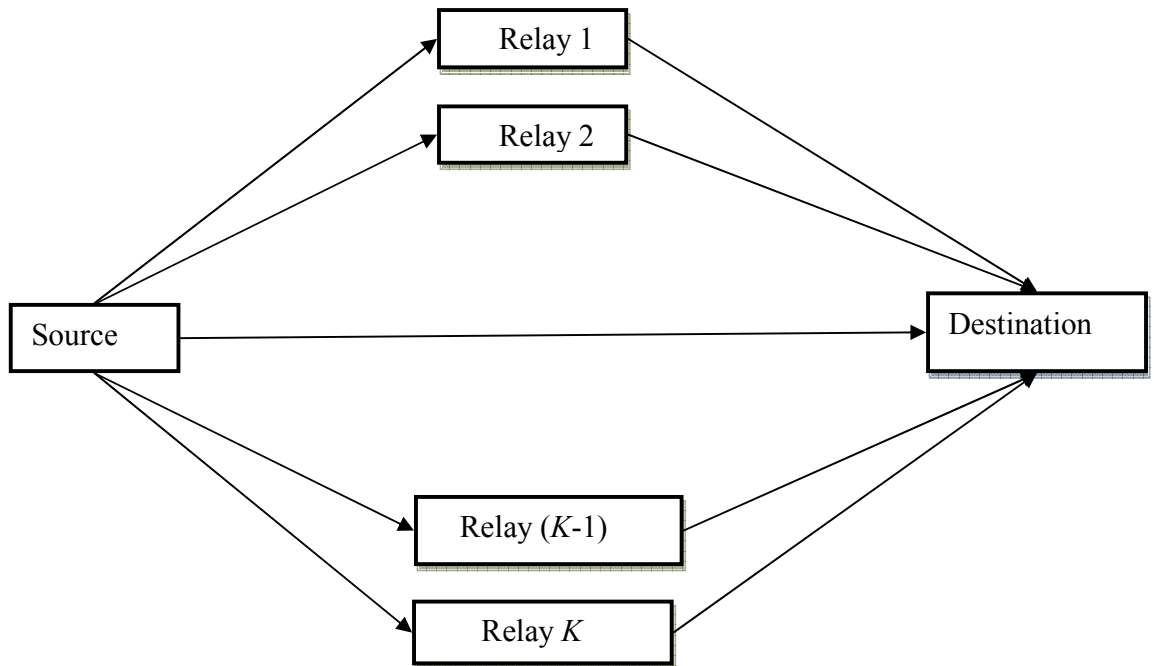 Relay 1
Relay 2
Source
Destination
Relay (K-1)
Relay K